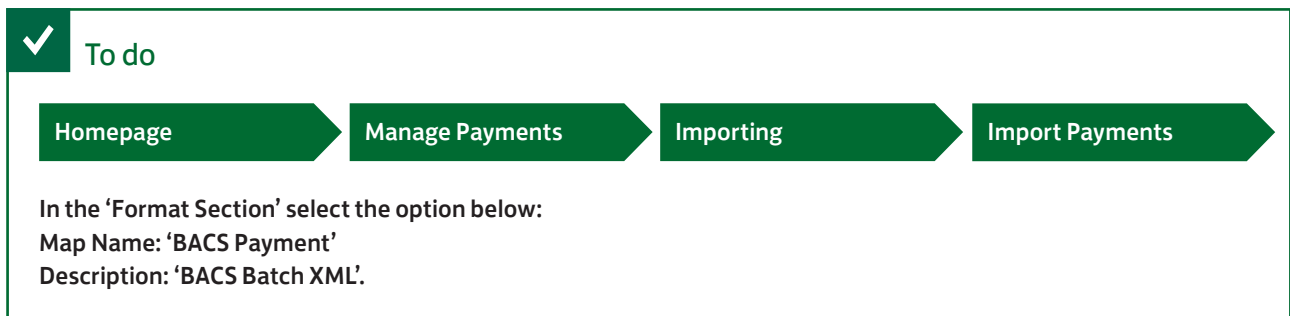 To do
Homepage
Manage Payments
Importing
Import Payments
In the ‘Format Section’ select the option below:
Map Name: ‘BACS Payment’
Description: ‘BACS Batch XML’.